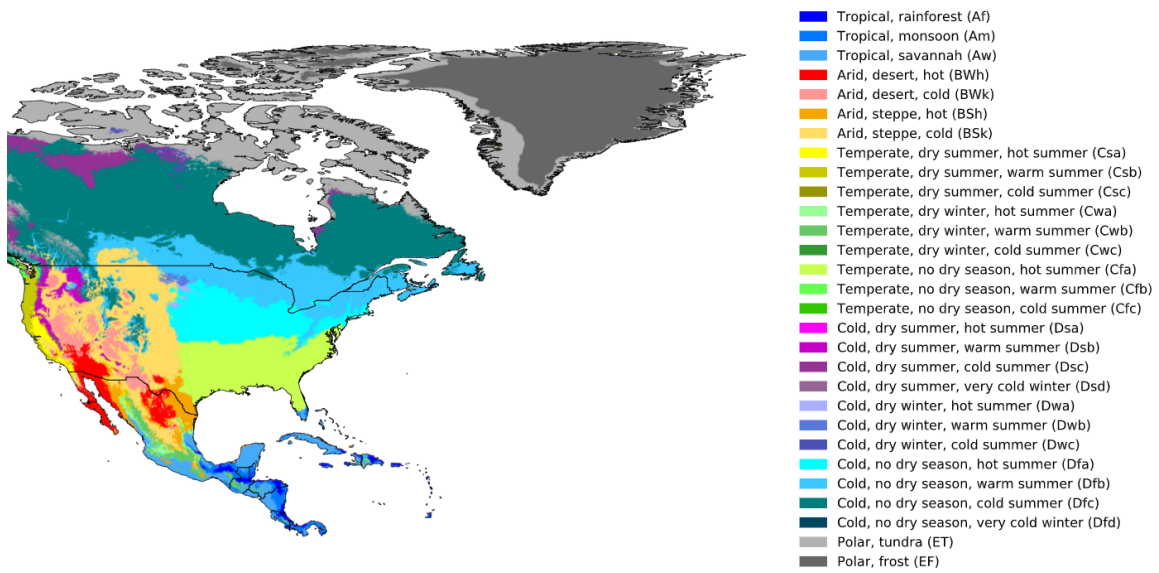 Tropical, rainforest (Af)
Tropical, monsoon (Am)
Tropical, savannah (Aw)
Arid, desert, hot (BWh)
Arid, desert, cold (BWk)
Arid, steppe, hot (BSh)
Arid, steppe, cold (BSk)
Temperate, dry summer, hot summer (Csa)
Temperate, dry summer, warm summer (Csb)
Temperate, dry summer, cold summer (Csc)
Temperate, dry winter, hot summer (Cwa)
Temperate, dry winter, warm summer (Cwb)
Temperate, dry winter, cold summer (Cwc)
Temperate, no dry season, hot summer (Cfa)
Temperate, no dry season, warm summer (Cfb)
Temperate, no dry season, cold summer (Cfc)
Cold, dry summer, hot summer (Dsa)
Cold, dry summer, warm summer (Dsb)
Cold, dry summer, cold summer (Dsc)
Cold, dry summer, very cold winter (Dsd)
Cold, dry winter, hot summer (Dwa)
Cold, dry winter, warm summer (Dwb)
Cold, dry winter, cold summer (Dwc)
Cold, no dry season, hot summer (Dfa)
Cold, no dry season, warm summer (Dfb)
Cold, no dry season, cold summer (Dfc)
Cold, no dry season, very cold winter (Dfd)
Polar, tundra (ET)
Polar, frost (EF)